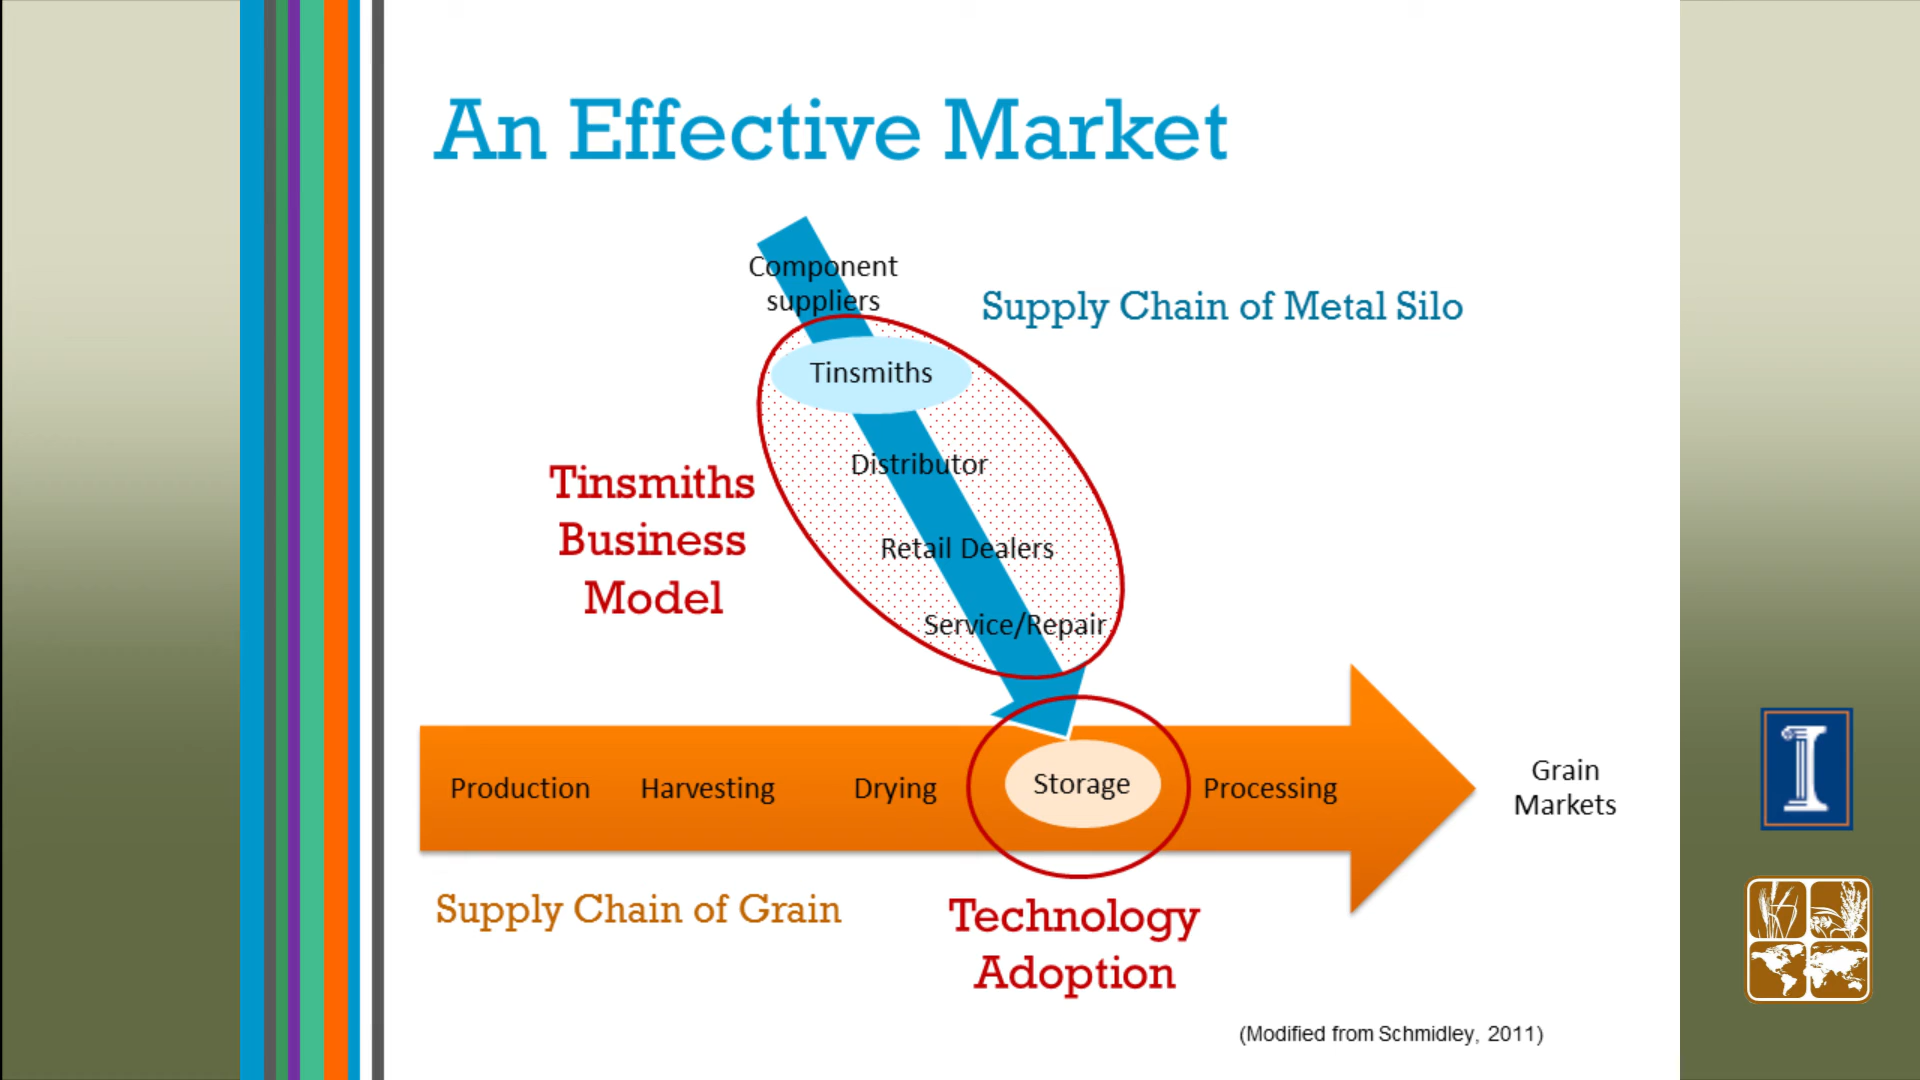 An Effective Market
Component
suppliers
Supply Chain of Metal Silo
Tinsmiths
Distributor
Tinsmiths
Business
Model
Retail Dealers
Service/Repair
Production
Harvesting
Drying
Storage
Processing
Grain
Markets
Supply Chain of Grain
Technology
Adoption
(Modified from Schmidley, 2011)
I